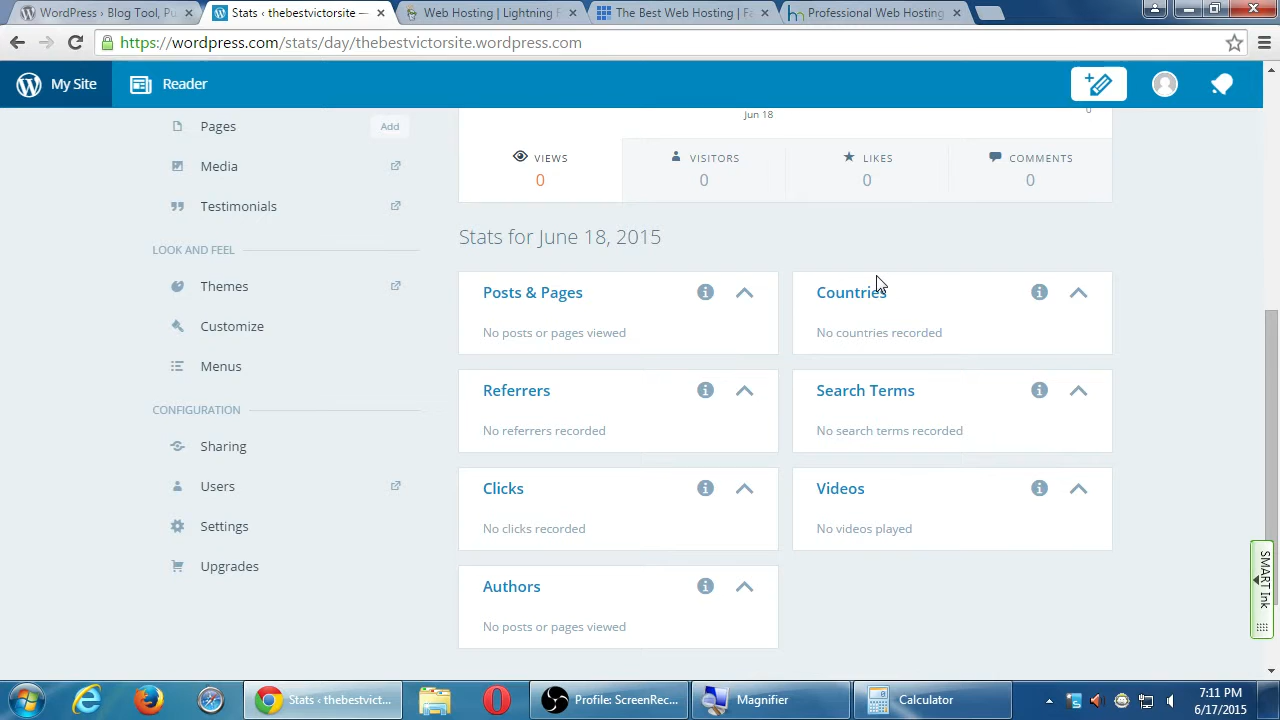 WordPress › Blog Tool, Pu
Stats ‹ thebestvictorsite —
Web Hosting | Lightning F
The Best Web Hosting | Fa
Professional Web Hosting
https://wordpress.com/stats/day/thebestvictorsite.wordpress.com
My Site
Reader
Pages
Add
Media
Testimonials
LOOK AND FEEL
Themes
Customize
Menus
CONFIGURATION
Sharing
Users
Settings
Upgrades
Jun 18
0
VIEWS
0
VISITORS
0
LIKES
0
COMMENTS
0
Stats for June 18, 2015
Posts & Pages
No posts or pages viewed
Countries
No countries recorded
Referrers
No referrers recorded
Search Terms
No search terms recorded
Clicks
No clicks recorded
Videos
No videos played
Authors
No posts or pages viewed
SMART Ink
Stats ‹ thebestvict...
Profile: ScreenRec...
Magnifier
Calculator
7:11 PM
6/17/2015